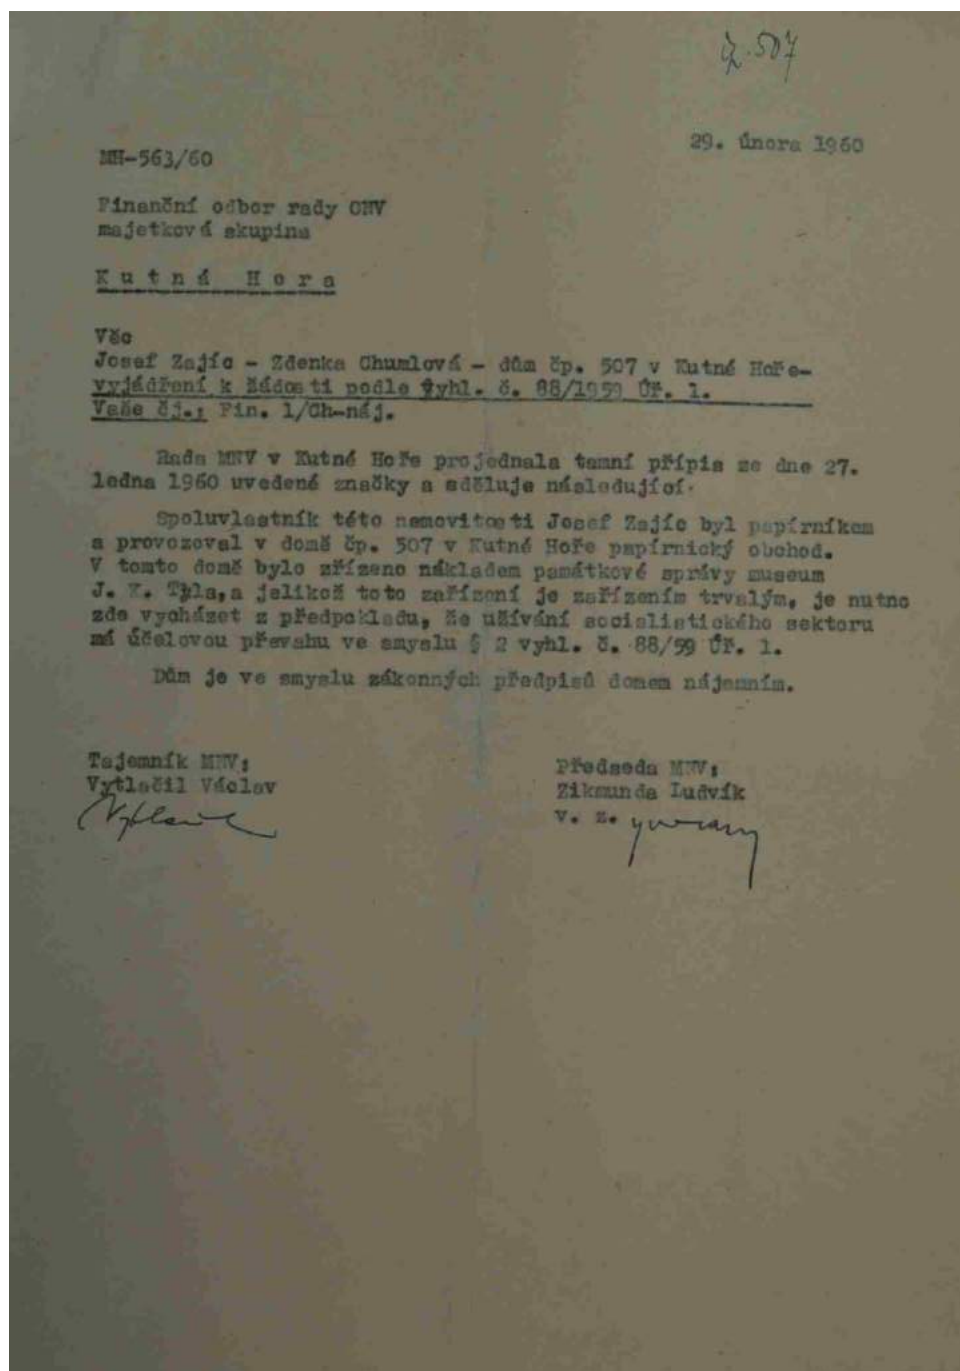 čp. 507
29. února 1960
MH-563/60
Finanční odbor rady ONV
majetková skupina
Kutná Hora
Věc
Josef Zajíc - Zdenka Chumlová - dům čp. 507 v Kutné Hoře-
vyjádření k žádosti podle vyhl. č. 88/1959 Úř. l.
Vaše čj.: Fin. 1/Ch-náj.
Rada MNV v Kutné Hoře projednala tamní přípis ze dne 27.
ledna 1960 uvedené značky a sděluje následující.
Spoluvlastník této nemovitosti Josef Zajíc byl papírníkem
a provozoval v domě čp. 507 v Kutné Hoře papírnický obchod.
V tomto domě bylo zřízeno nákladem památkové správy museum
J. K. Tyla, a jelikož toto zařízení je zařízením trvalým, je nutno
zde vycházet z předpokladu, že užívání socialistického sektoru
má účelovou převahu ve smyslu § 2 vyhl. č. 88/59 Úř. l.
Dům je ve smyslu zákonných předpisů domem nájemním.
Tajemník MNV:
Vytlačil Václav
Předseda MNV:
Zikmunda Ludvík
v. z.